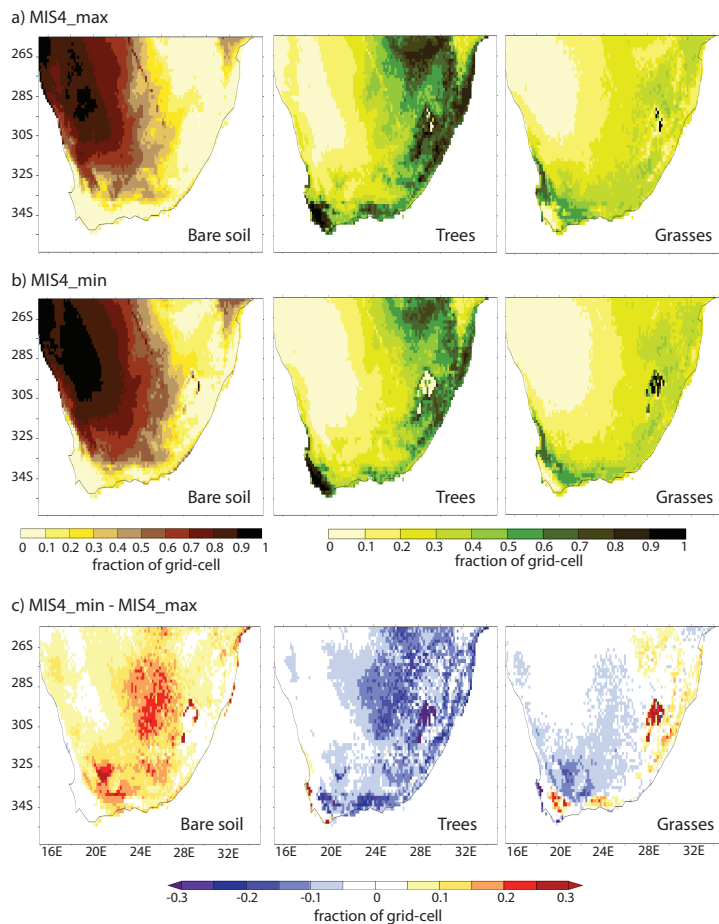 a) MIS4_max
26S
28S
30S
32S
34S
Bare soil
Trees
Grasses
b) MIS4_min
26S
28S
30S
32S
34S
Bare soil
Trees
Grasses
0 0.1 0.2 0.3 0.4 0.5 0.6 0.7 0.8 0.9 1
fraction of grid-cell
0 0.1 0.2 0.3 0.4 0.5 0.6 0.7 0.8 0.9 1
fraction of grid-cell
c) MIS4_min - MIS4_max
26S
28S
30S
32S
34S
Bare soil
Trees
Grasses
16E 20E 24E 28E 32E
16E 20E 24E 28E 32E
16E 20E 24E 28E 32E
-0.3 -0.2 -0.1 0 0.1 0.2 0.3
fraction of grid-cell